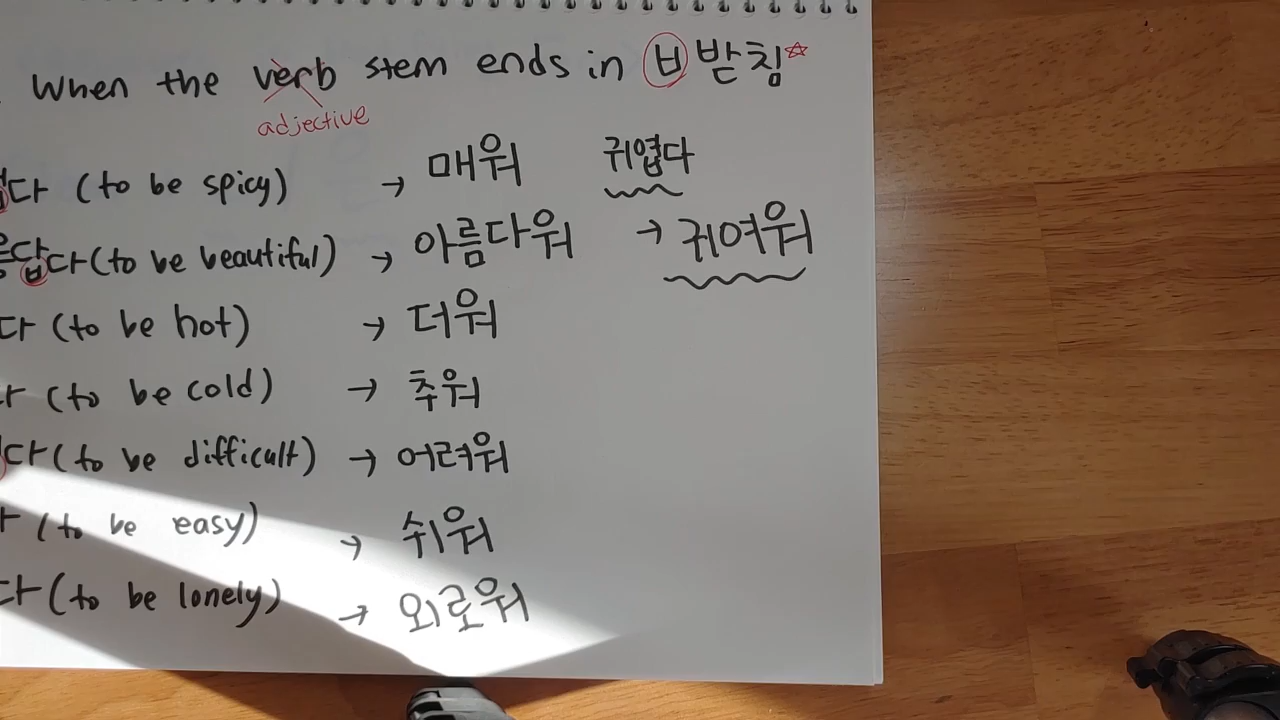 When the verb stem ends in ㅂ받침☆
adjective
다 (to be spicy) → 매워 귀엽다
답다 (to be beautiful) → 아름다워 → 귀여워
다 (to be hot) → 더워
(to be cold) → 추워
다 (to be difficult) → 어려워
(to be easy) → 쉬워
다 (to be lonely) → 외로워